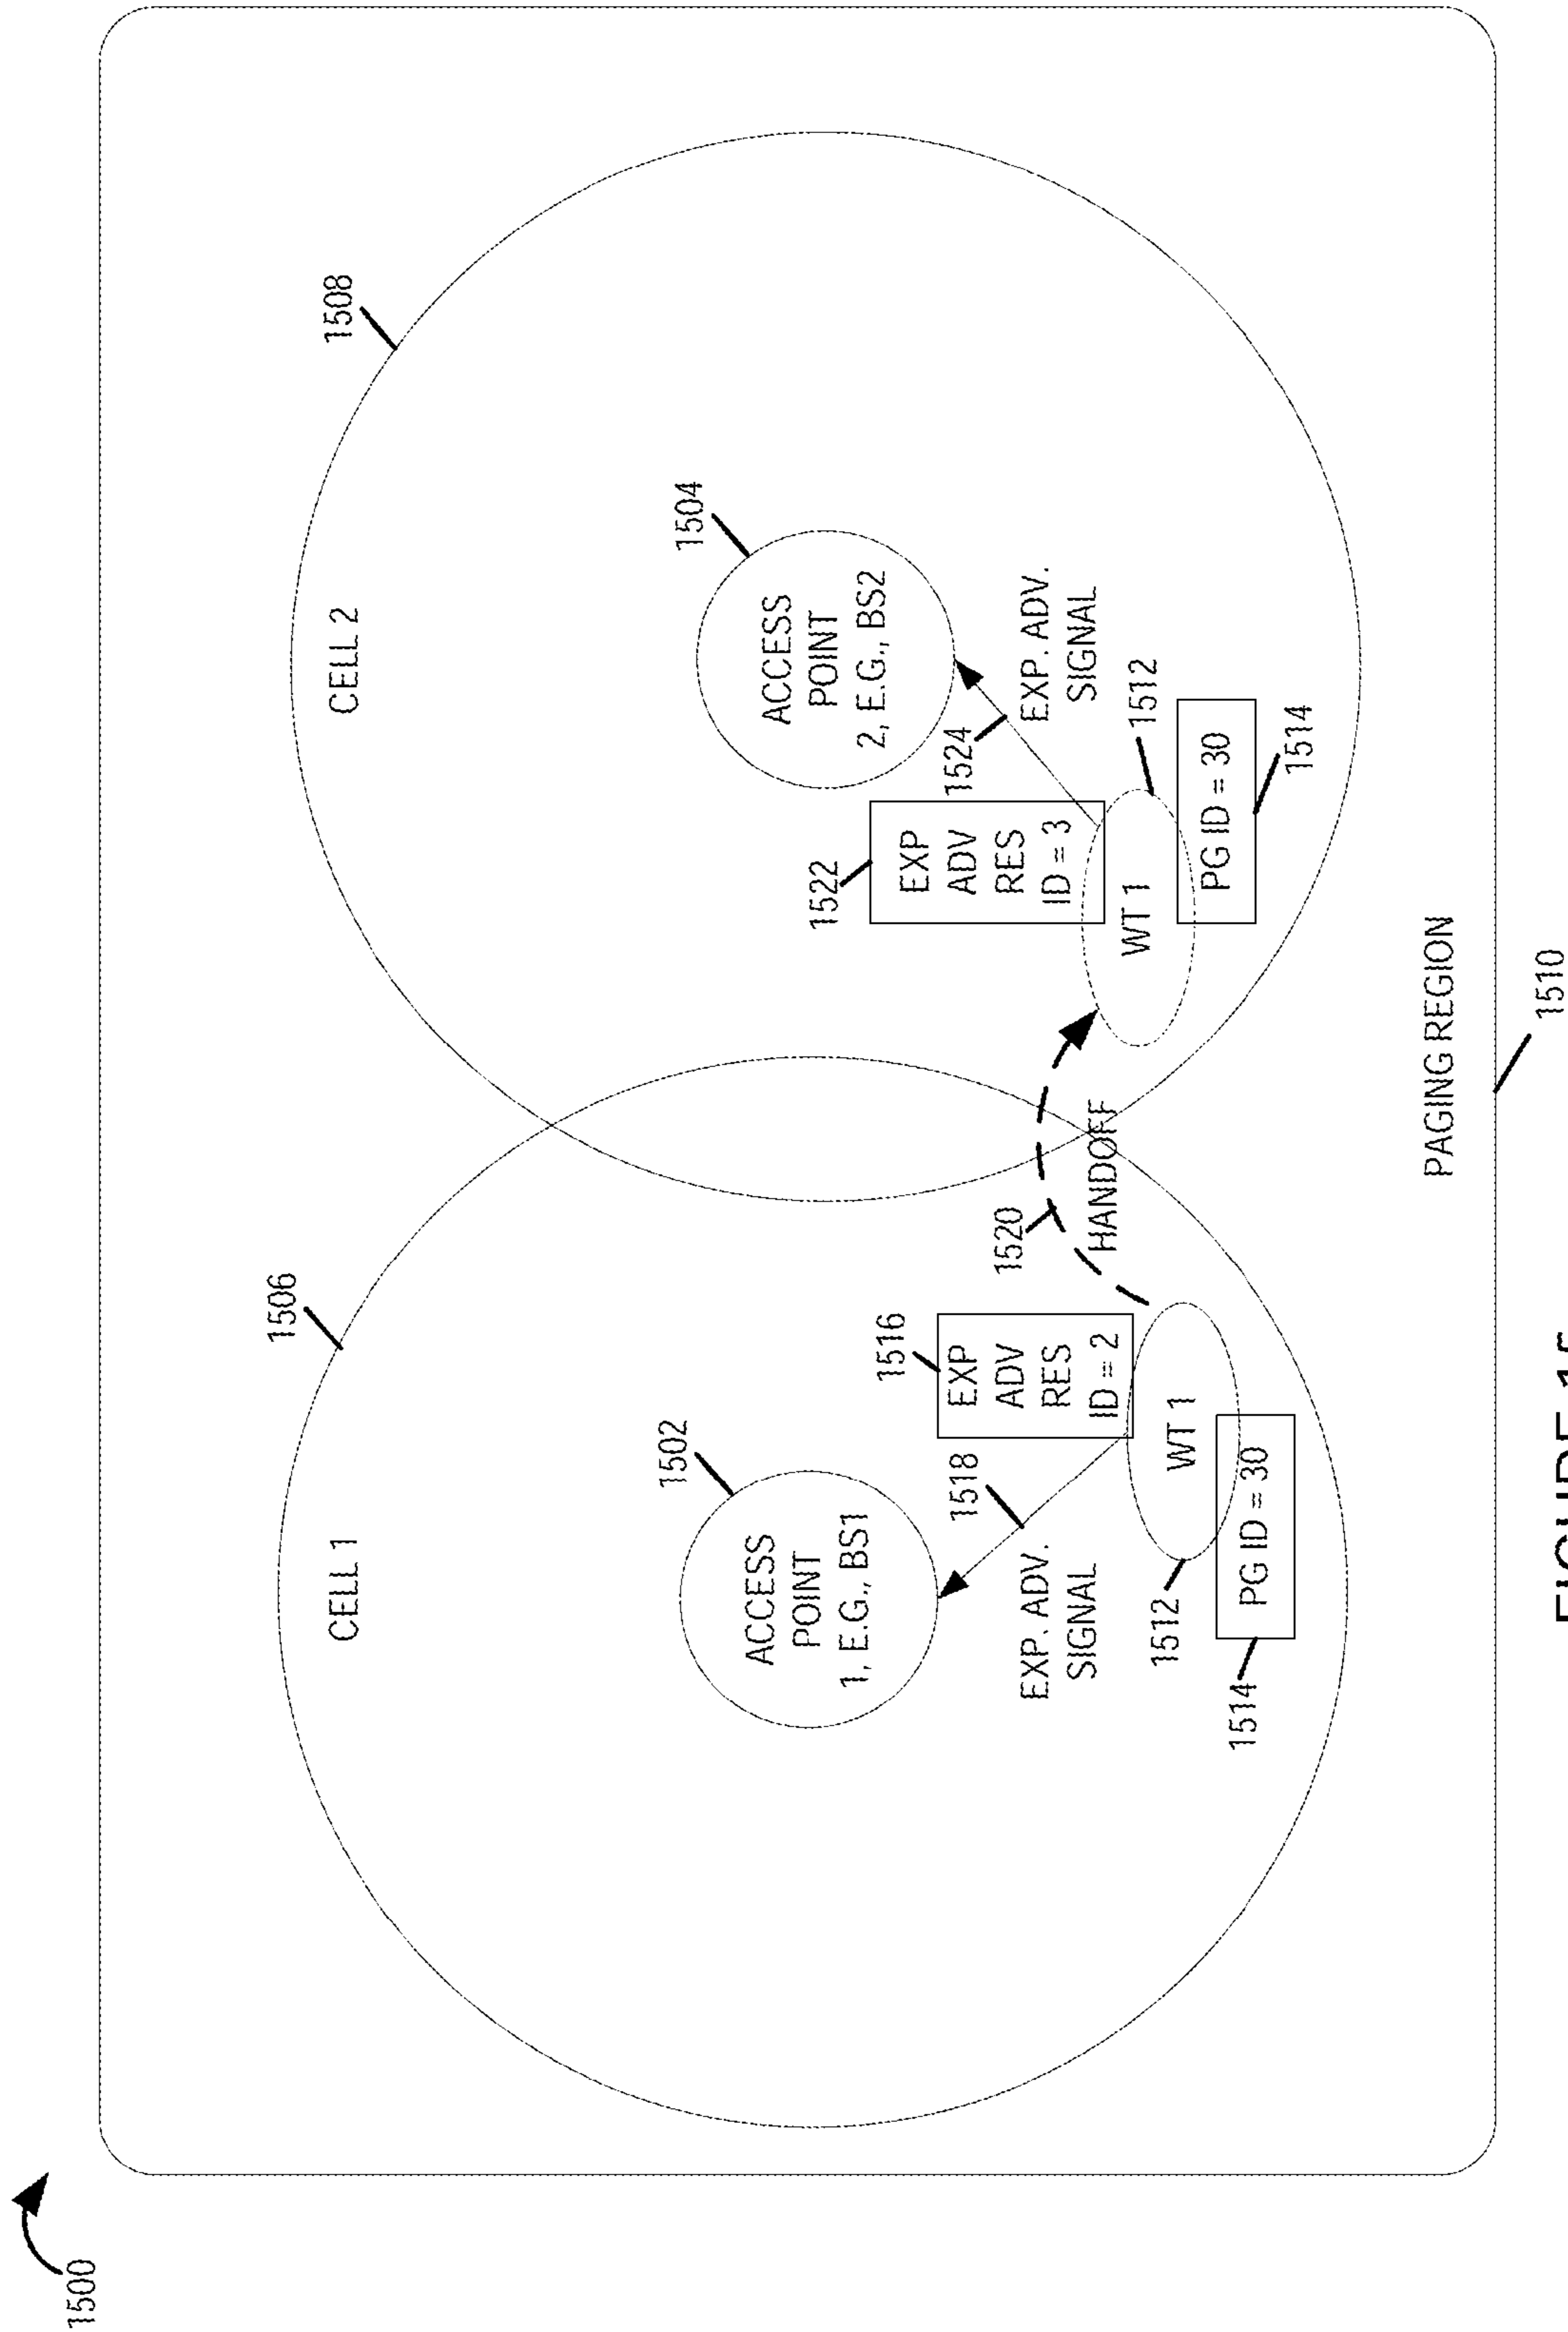 1500
1506
CELL 1
1502
ACCESS
POINT
1, E.G., BS1
1518
EXP. ADV.
SIGNAL
1516
EXP
ADV
RES
ID = 2
1512
WT 1
1514
PG ID = 30
1520
HANDOFF
1508
CELL 2
1504
ACCESS
POINT
2, E.G., BS2
1522
EXP
ADV
RES
ID = 3
1524
EXP. ADV.
SIGNAL
WT 1
1512
PG ID = 30
1514
PAGING REGION
1510
FIGURE 15